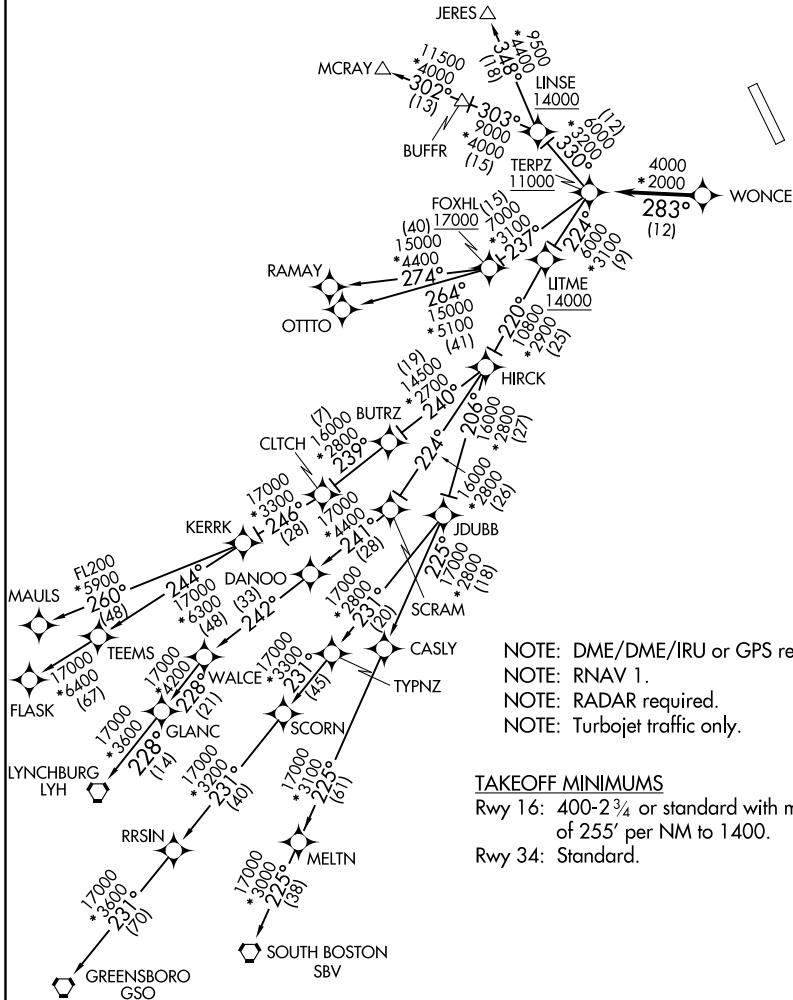 JERES
9500
*4400
348°
(18)
MCRAY
11500
*4000
302°
(13)
LINSE
14000
BUFFR
303°
9000
*4000
(15)
(12)
6000
*3200
330°
TERPZ
11000
4000
*2000
283°
(12)
WONCE
FOXHL
17000
(15)
7000
*3100
237°
224°
6000
*3100
(9)
(40)
15000
*4400
274°
RAMAY
OTTTO
264°
15000
*5100
(41)
LITME
14000
220°
10800
*2900
(25)
HIRCK
(19)
14500
*2700
240°
BUTRZ
206°
16000
*2800
(27)
224°
16000
*2800
(26)
(7)
16000
*2800
239°
CLTCH
17000
*3300
246°
(28)
KERRK
17000
*4400
241°
(28)
SCRAM
JDUBB
225°
17000
*2800
(18)
DANOO
FL200
*5900
260°
(48)
MAULS
244°
17000
*6300
(48)
TEEMS
17000
*6400
(67)
FLASK
(33)
242°
17000
*2800
231°
(20)
WALCE
17000
*4200
228°
(21)
GLANC
17000
*3600
228°
(14)
LYNCHBURG
LYH
17000
*3300
231°
(45)
TYPNZ
CASLY
SCORN
17000
*3200
231°
(40)
RRSIN
17000
*3600
231°
(70)
GREENSBORO
GSO
17000
*3100
225°
(61)
MELTN
17000
*3000
225°
(38)
SOUTH BOSTON
SBV
NOTE: DME/DME/IRU or GPS re
NOTE: RNAV 1.
NOTE: RADAR required.
NOTE: Turbojet traffic only.
TAKEOFF MINIMUMS
Rwy 16: 400-2 ¾ or standard with m
of 255' per NM to 1400.
Rwy 34: Standard.